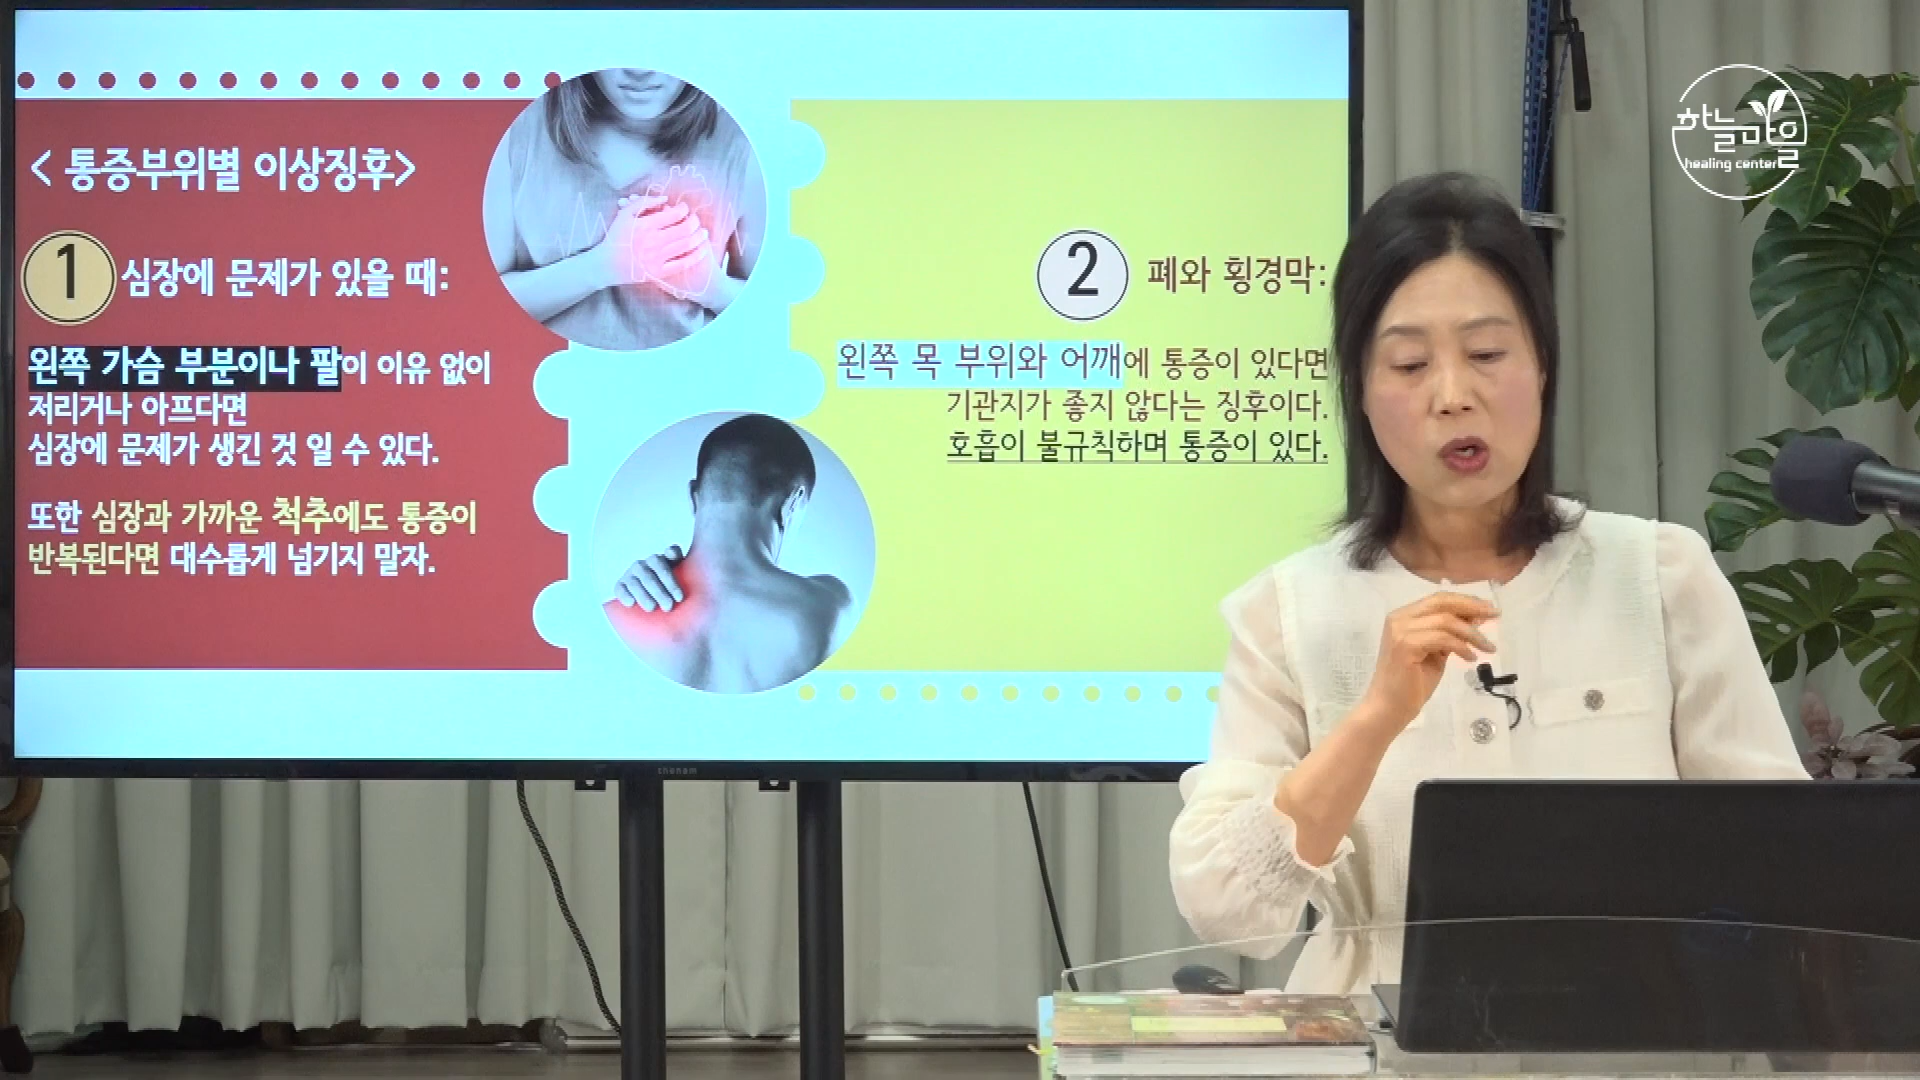 < 통증부위별 이상징후>
1 심장에 문제가 있을 때:
왼쪽 가슴 부분이나 팔이 이유 없이
저리거나 아프다면
심장에 문제가 생긴 것 일 수 있다.
또한 심장과 가까운 척추에도 통증이
반복된다면 대수롭게 넘기지 말자.
2 폐와 횡경막:
왼쪽 목 부위와 어깨에 통증이 있다면
기관지가 좋지 않다는 징후이다.
호흡이 불규칙하며 통증이 있다.
하늘마을
healing center